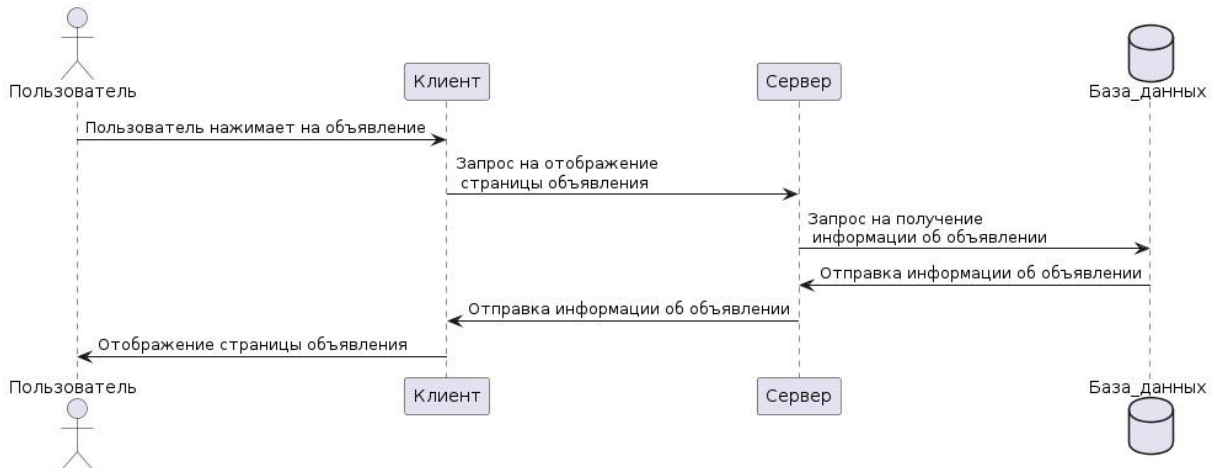 Пользователь
Клиент
Сервер
База_данных
Пользователь нажимает на объявление
Запрос на отображение
страницы объявления
Запрос на получение
информации об объявлении
Отправка информации об объявлении
Отправка информации об объявлении
Отображение страницы объявления
Пользователь
Клиент
Сервер
База_данных